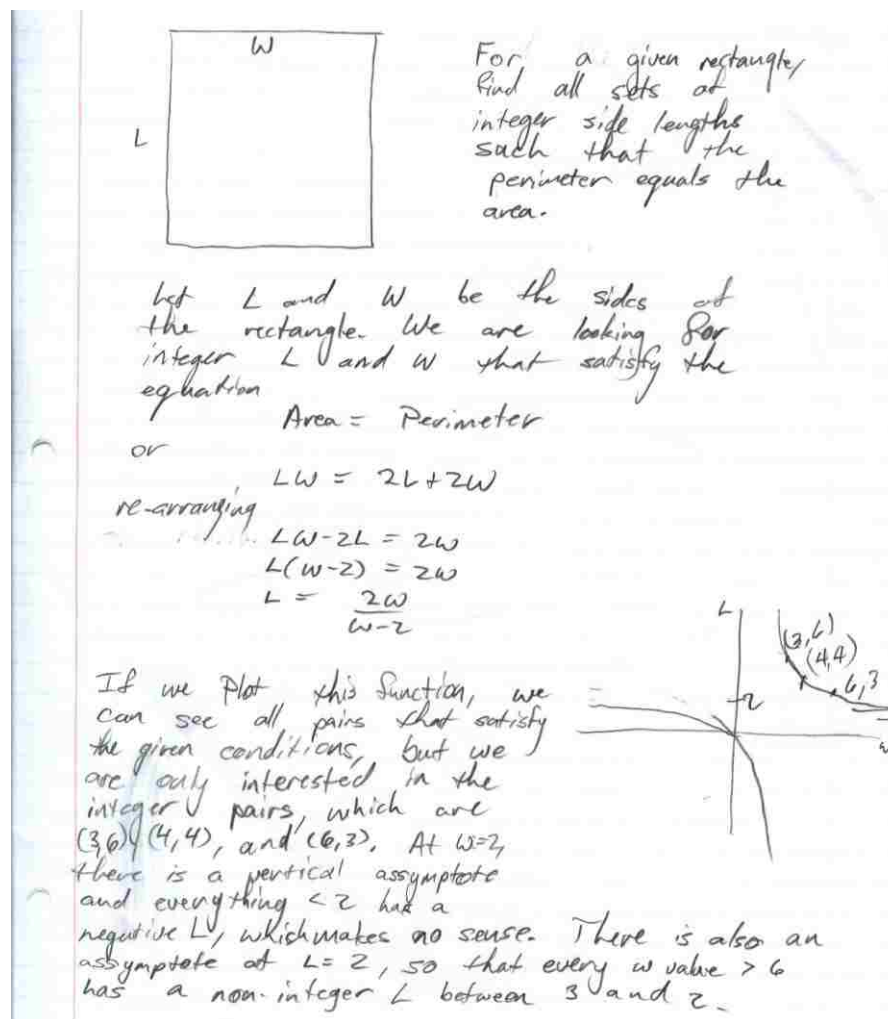 W
For a given rectangle,
find all sets of
integer side lengths
such that the
perimeter equals the
area.
L
Let L and W be the sides of
the rectangle. We are looking for
integer L and W that satisfy the
equation
Area = Perimeter
or
LW = 2L + 2W
re-arranging
LW - 2L = 2W
L(W-2) = 2W
L = 2W
W-2
L
(3,6)
(4,4)
6,3
2
W
If we Plot this function, we
can see all pairs that satisfy
the given conditions, but we
are only interested in the
integer pairs, which are
(3,6), (4,4), and (6,3). At W=2,
there is a vertical assymptote
and everything < 2 has a
negative L, which makes no sense. There is also an
assymptote at L=2, so that every w value > 6
has a non-integer L between 3 and 2.